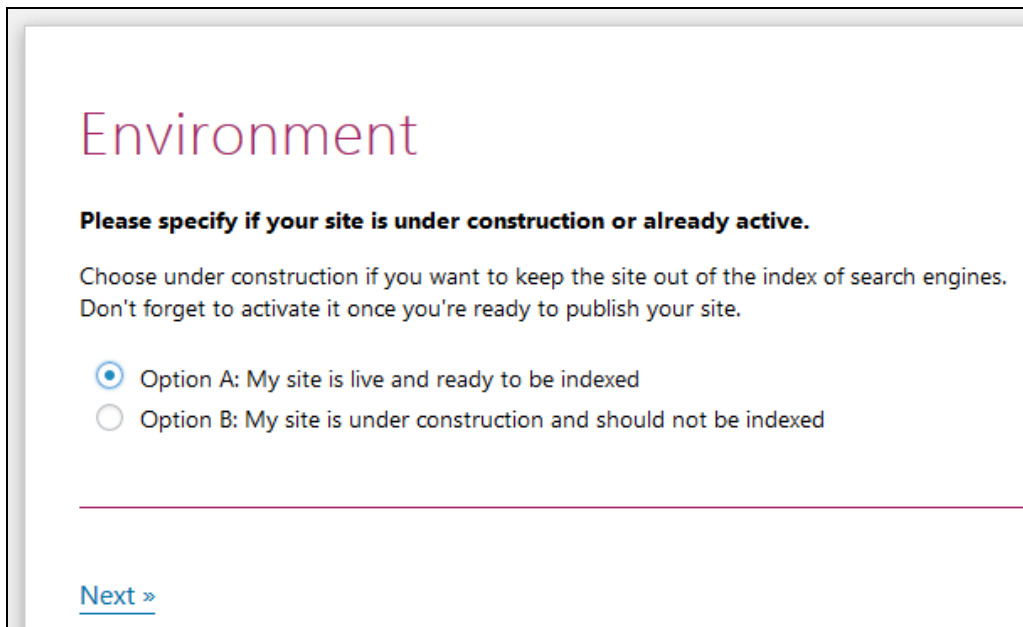 Environment
Please specify if your site is under construction or already active.
Choose under construction if you want to keep the site out of the index of search engines.
Don't forget to activate it once you're ready to publish your site.
Option A: My site is live and ready to be indexed
Option B: My site is under construction and should not be indexed
Next »